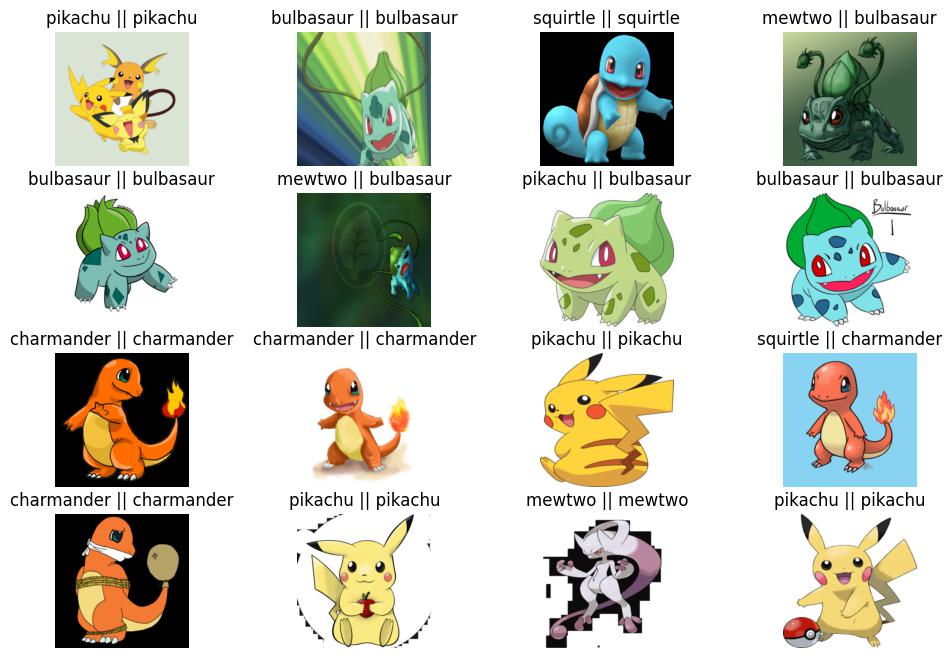 pikachu || pikachu
bulbasaur || bulbasaur
squirtle || squirtle
mewtwo || bulbasaur
bulbasaur || bulbasaur
mewtwo || bulbasaur
pikachu || bulbasaur
bulbasaur || bulbasaur
Bulbasaur
charmander || charmander
charmander || charmander
pikachu || pikachu
squirtle || charmander
charmander || charmander
pikachu || pikachu
mewtwo || mewtwo
pikachu || pikachu